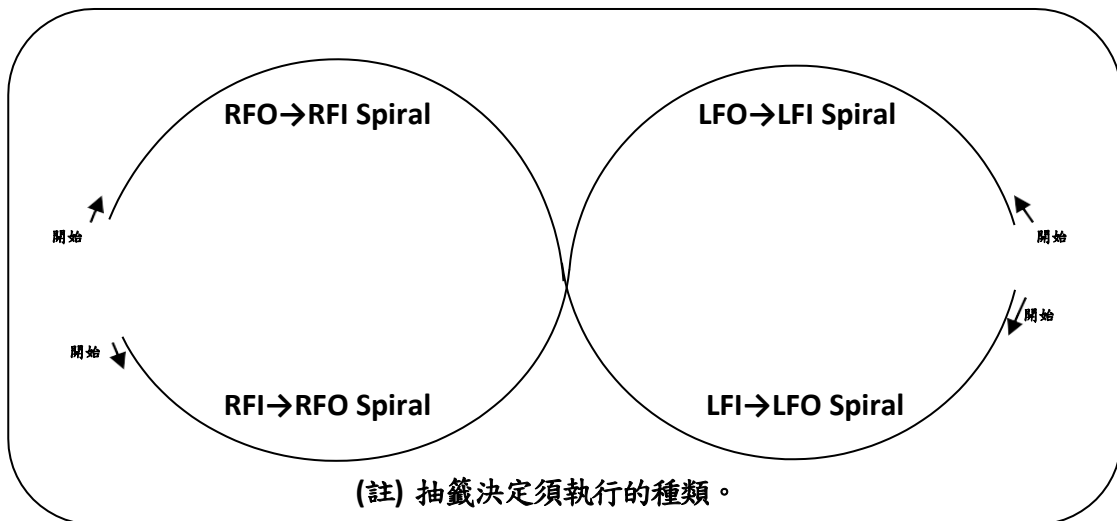 RFO→RFI Spiral
LFO→LFI Spiral
開始
開始
開始
開始
RFI→RFO Spiral
LFI→LFO Spiral
(註) 抽籤決定須執行的種類。